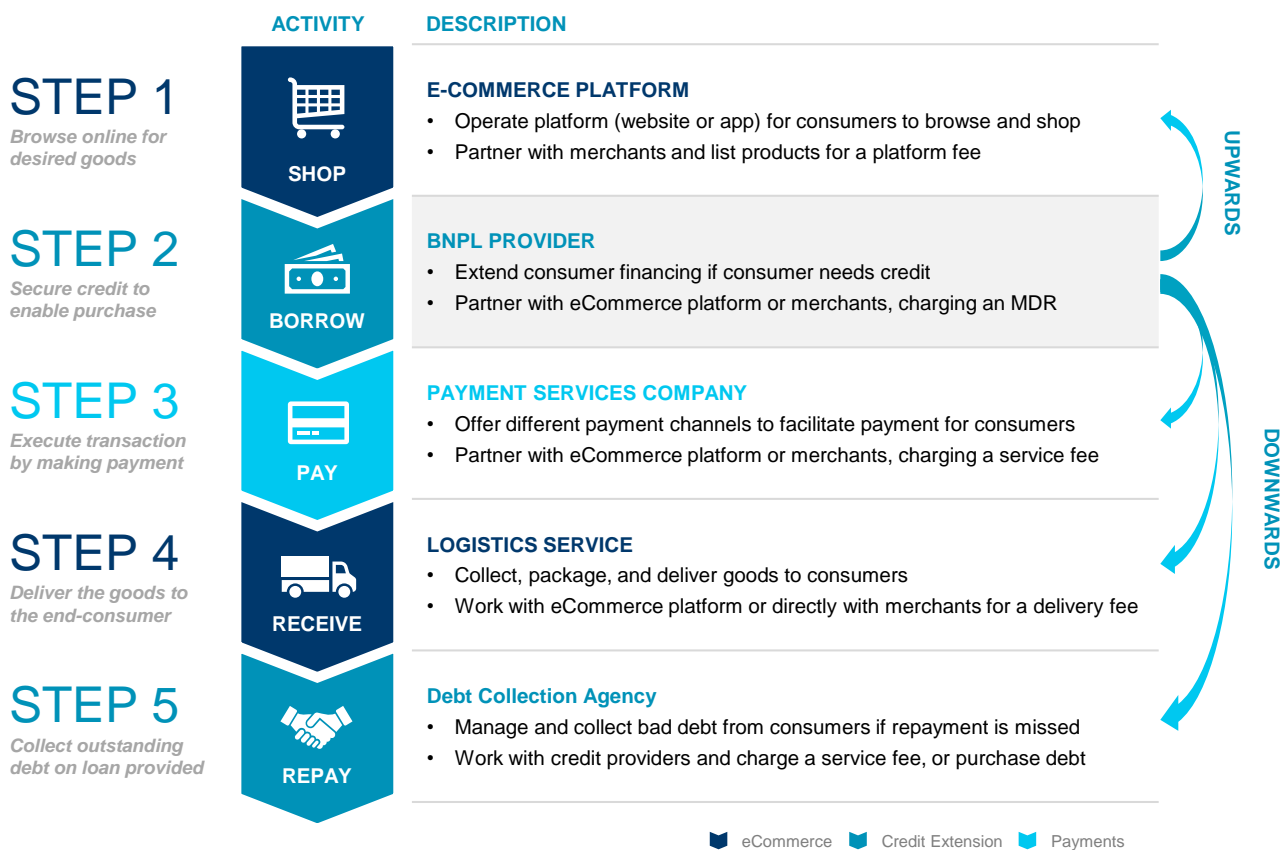 ACTIVITY
DESCRIPTION
STEP 1
Browse online for
desired goods
SHOP
E-COMMERCE PLATFORM
• Operate platform (website or app) for consumers to browse and shop
• Partner with merchants and list products for a platform fee
UPWARDS
STEP 2
Secure credit to
enable purchase
BORROW
BNPL PROVIDER
• Extend consumer financing if consumer needs credit
• Partner with eCommerce platform or merchants, charging an MDR
STEP 3
Execute transaction
by making payment
PAY
PAYMENT SERVICES COMPANY
• Offer different payment channels to facilitate payment for consumers
• Partner with eCommerce platform or merchants, charging a service fee
DOWNWARDS
STEP 4
Deliver the goods to
the end-consumer
RECEIVE
LOGISTICS SERVICE
• Collect, package, and deliver goods to consumers
• Work with eCommerce platform or directly with merchants for a delivery fee
STEP 5
Collect outstanding
debt on loan provided
REPAY
Debt Collection Agency
• Manage and collect bad debt from consumers if repayment is missed
• Work with credit providers and charge a service fee, or purchase debt
eCommerce
Credit Extension
Payments